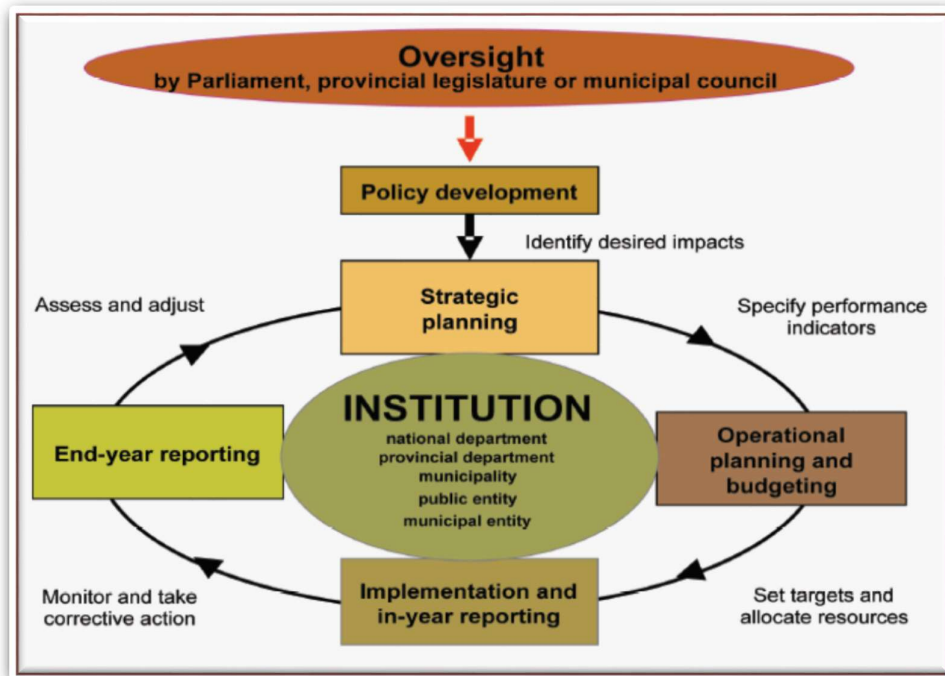 Oversight
by Parliament, provincial legislature or municipal council
Policy development
Identify desired impacts
Strategic
planning
Assess and adjust
Specify performance
indicators
INSTITUTION
national department
provincial department
municipality
public entity
municipal entity
End-year reporting
Operational
planning and
budgeting
Implementation and
in-year reporting
Monitor and take
corrective action
Set targets and
allocate resources